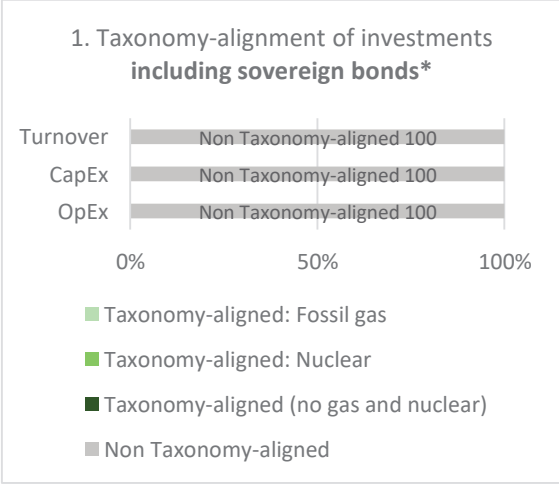 1. Taxonomy-alignment of investments
including sovereign bonds*
Turnover
Non Taxonomy-aligned 100
CapEx
Non Taxonomy-aligned 100
OpEx
Non Taxonomy-aligned 100
0% 50% 100%
Taxonomy-aligned: Fossil gas
Taxonomy-aligned: Nuclear
Taxonomy-aligned (no gas and nuclear)
Non Taxonomy-aligned